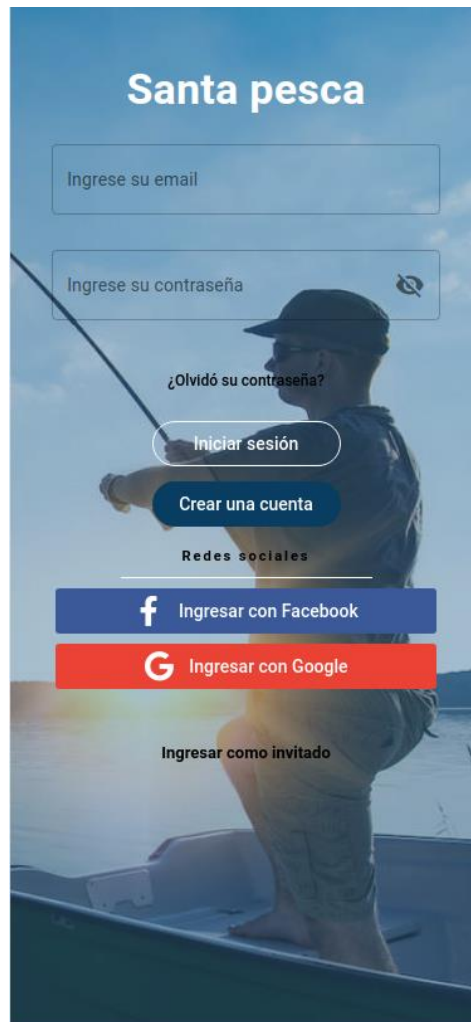 Santa pesca
Ingrese su email
Ingrese su contraseña
¿Olvidó su contraseña?
Iniciar sesión
Crear una cuenta
Redes sociales
Ingresar con Facebook
Ingresar con Google
Ingresar como invitado